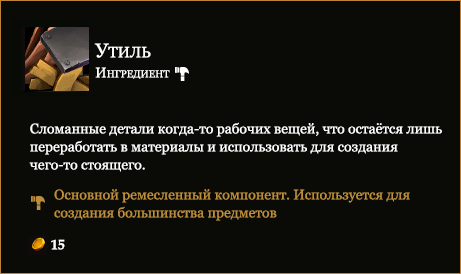 Утиль
Ингредиент
Сломанные детали когда-то рабочих вещей, что остаётся лишь
переработать в материалы и использовать для создания
чего-то стоящего.
Основной ремесленный компонент. Используется для
создания большинства предметов
15